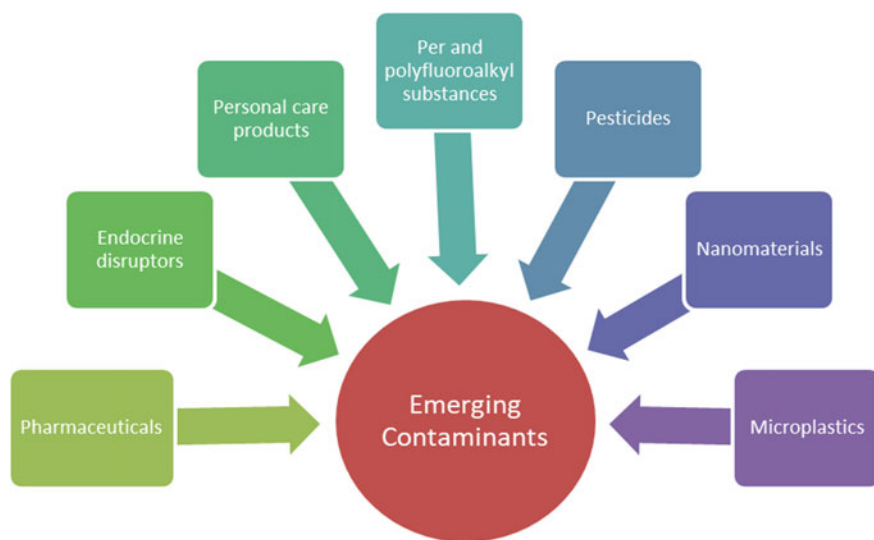 Per and
polyfluoroalkyl
substances
Personal care
products
Pesticides
Endocrine
disruptors
Nanomaterials
Pharmaceuticals
Emerging
Contaminants
Microplastics